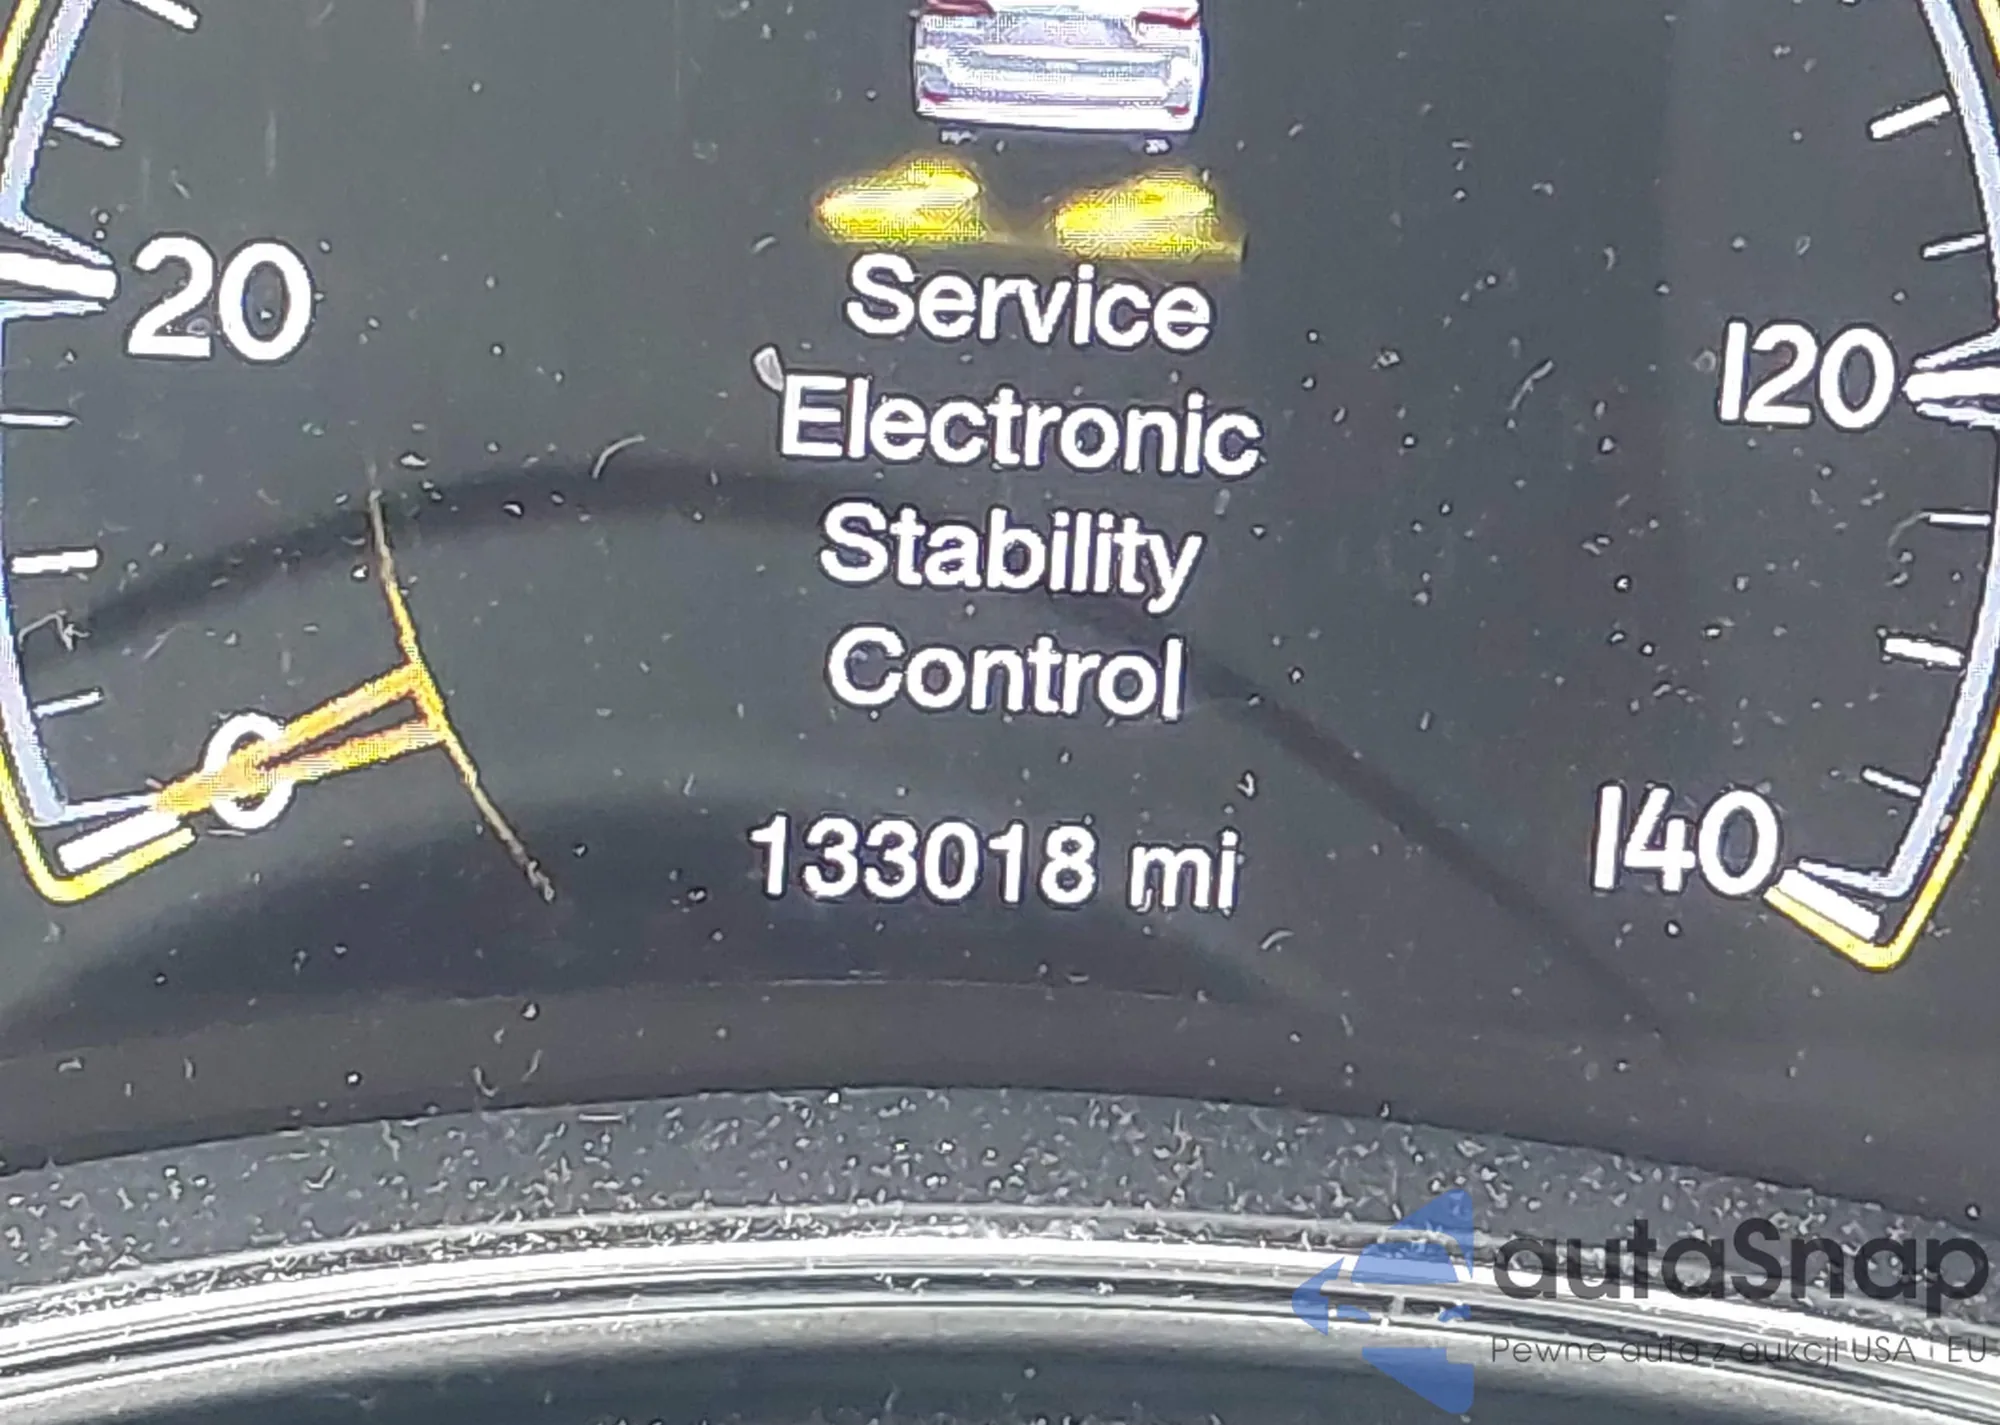 20
Service
Electronic
120
Stability
Control
0
133018 mi
140
autaSnap
Pewne auta z aukcji USA i EU